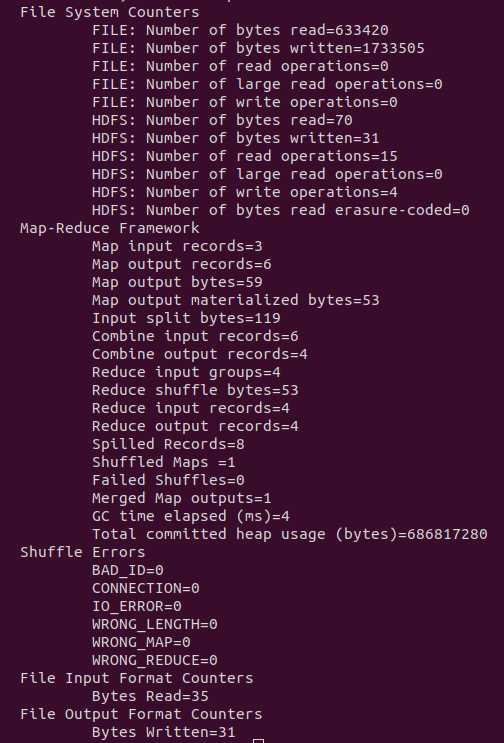 File System Counters
FILE: Number of bytes read=633420
FILE: Number of bytes written=1733505
FILE: Number of read operations=0
FILE: Number of large read operations=0
FILE: Number of write operations=0
HDFS: Number of bytes read=70
HDFS: Number of bytes written=31
HDFS: Number of read operations=15
HDFS: Number of large read operations=0
HDFS: Number of write operations=4
HDFS: Number of bytes read erasure-coded=0
Map-Reduce Framework
Map input records=3
Map output records=6
Map output bytes=59
Map output materialized bytes=53
Input split bytes=119
Combine input records=6
Combine output records=4
Reduce input groups=4
Reduce shuffle bytes=53
Reduce input records=4
Reduce output records=4
Spilled Records=8
Shuffled Maps =1
Failed Shuffles=0
Merged Map outputs=1
GC time elapsed (ms)=4
Total committed heap usage (bytes)=686817280
Shuffle Errors
BAD_ID=0
CONNECTION=0
IO_ERROR=0
WRONG_LENGTH=0
WRONG_MAP=0
WRONG_REDUCE=0
File Input Format Counters
Bytes Read=35
File Output Format Counters
Bytes Written=31